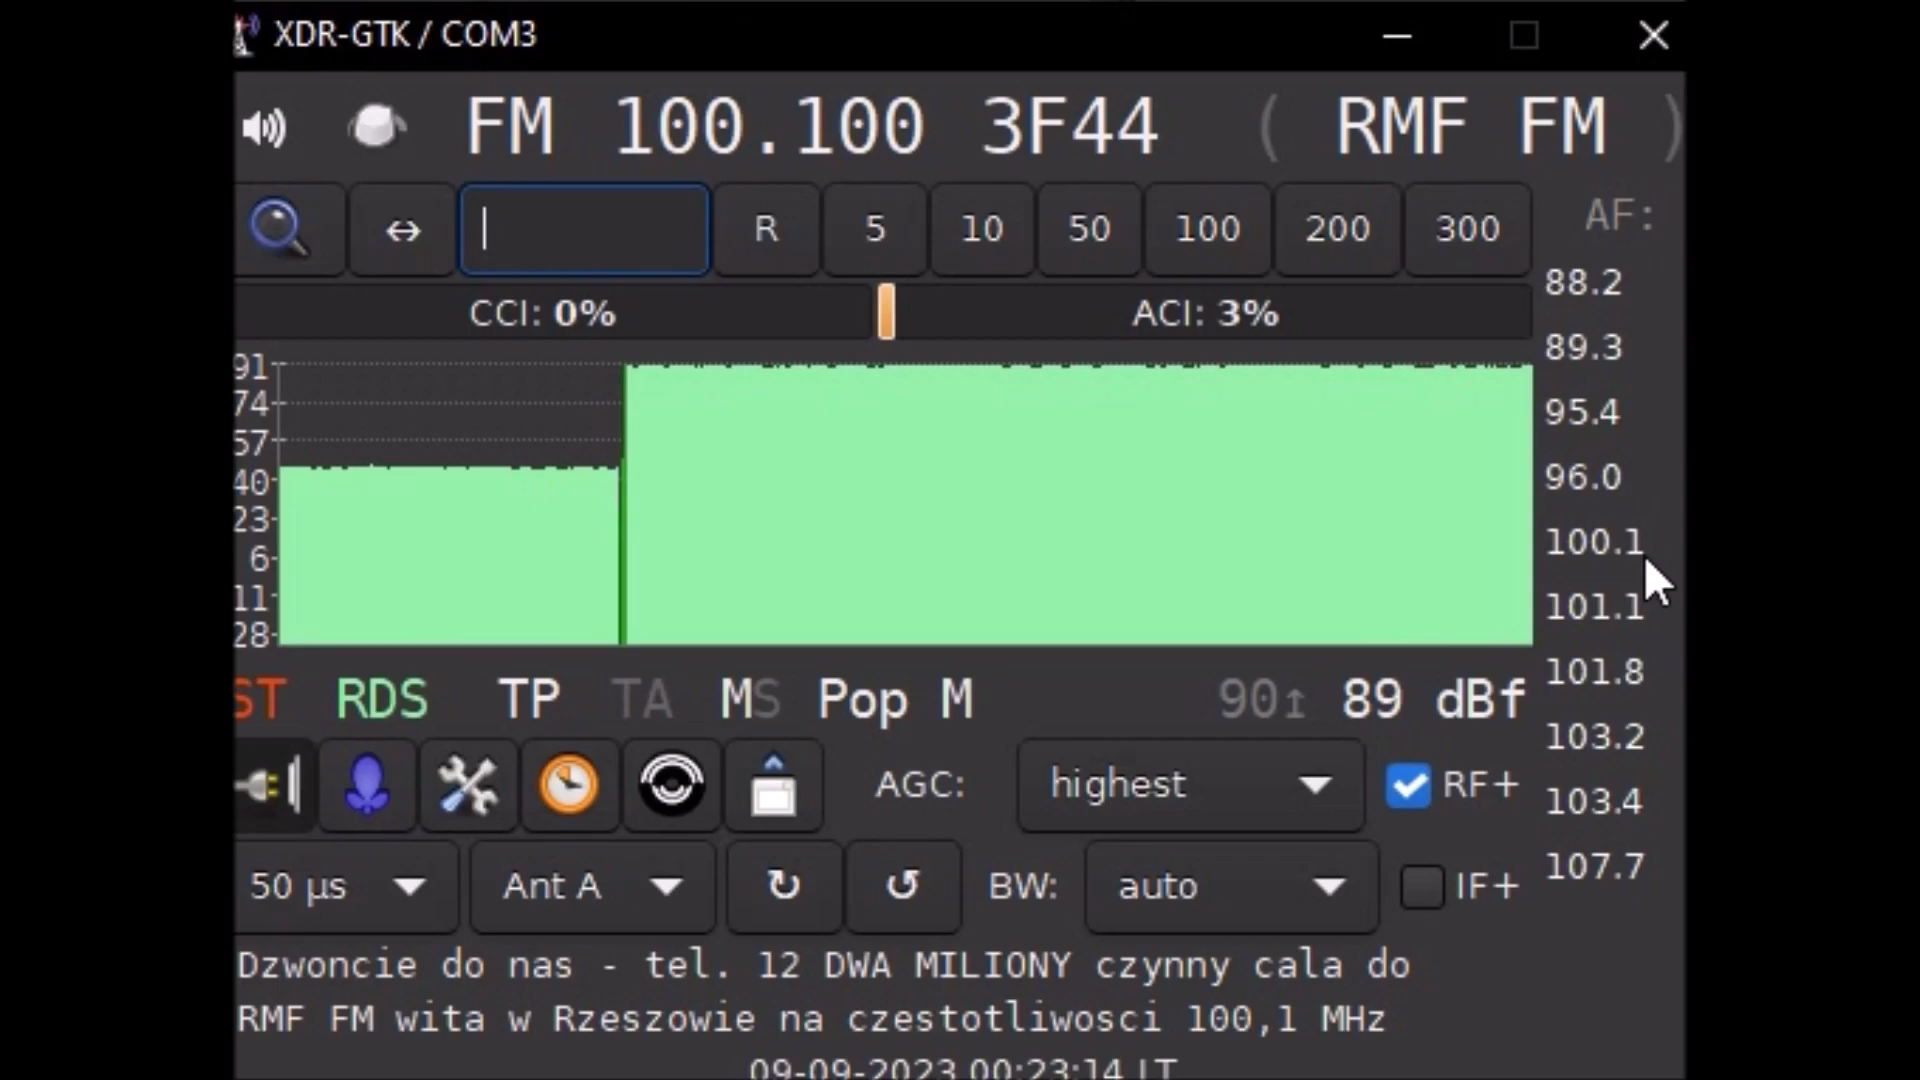 XDR-GTK / COM3
FM 100.100 3F44 ( RMF FM )
R 5 10 50 100 200 300 AF:
CCI: 0% ACI: 3%
88.2
89.3
95.4
96.0
100.1
101.1
101.8
103.2
103.4
107.7
91
74
57
40
23
6
11
28
ST RDS TP TA MS Pop M 90↥ 89 dBf
AGC: highest RF+
50 µs Ant A ↻ ↺ BW: auto IF+
Dzwoncie do nas - tel. 12 DWA MILIONY czynny cala do
RMF FM wita w Rzeszowie na czestotliwosci 100,1 MHz
09-09-2023 00:23:14 LT